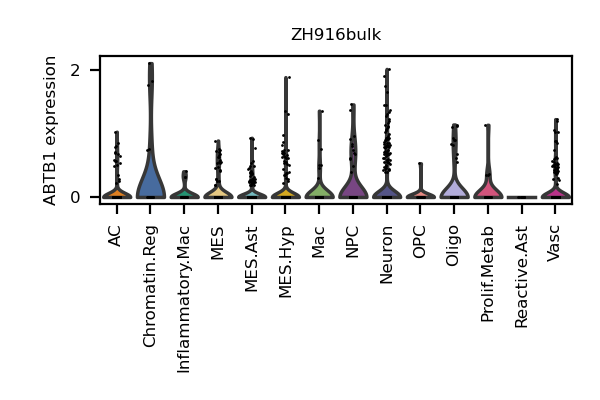 ZH916bulk
ABTB1 expression
2
0
AC
Chromatin.Reg
Inflammatory.Mac
MES
MES.Ast
MES.Hyp
Mac
NPC
Neuron
OPC
Oligo
Prolif.Metab
Reactive.Ast
Vasc